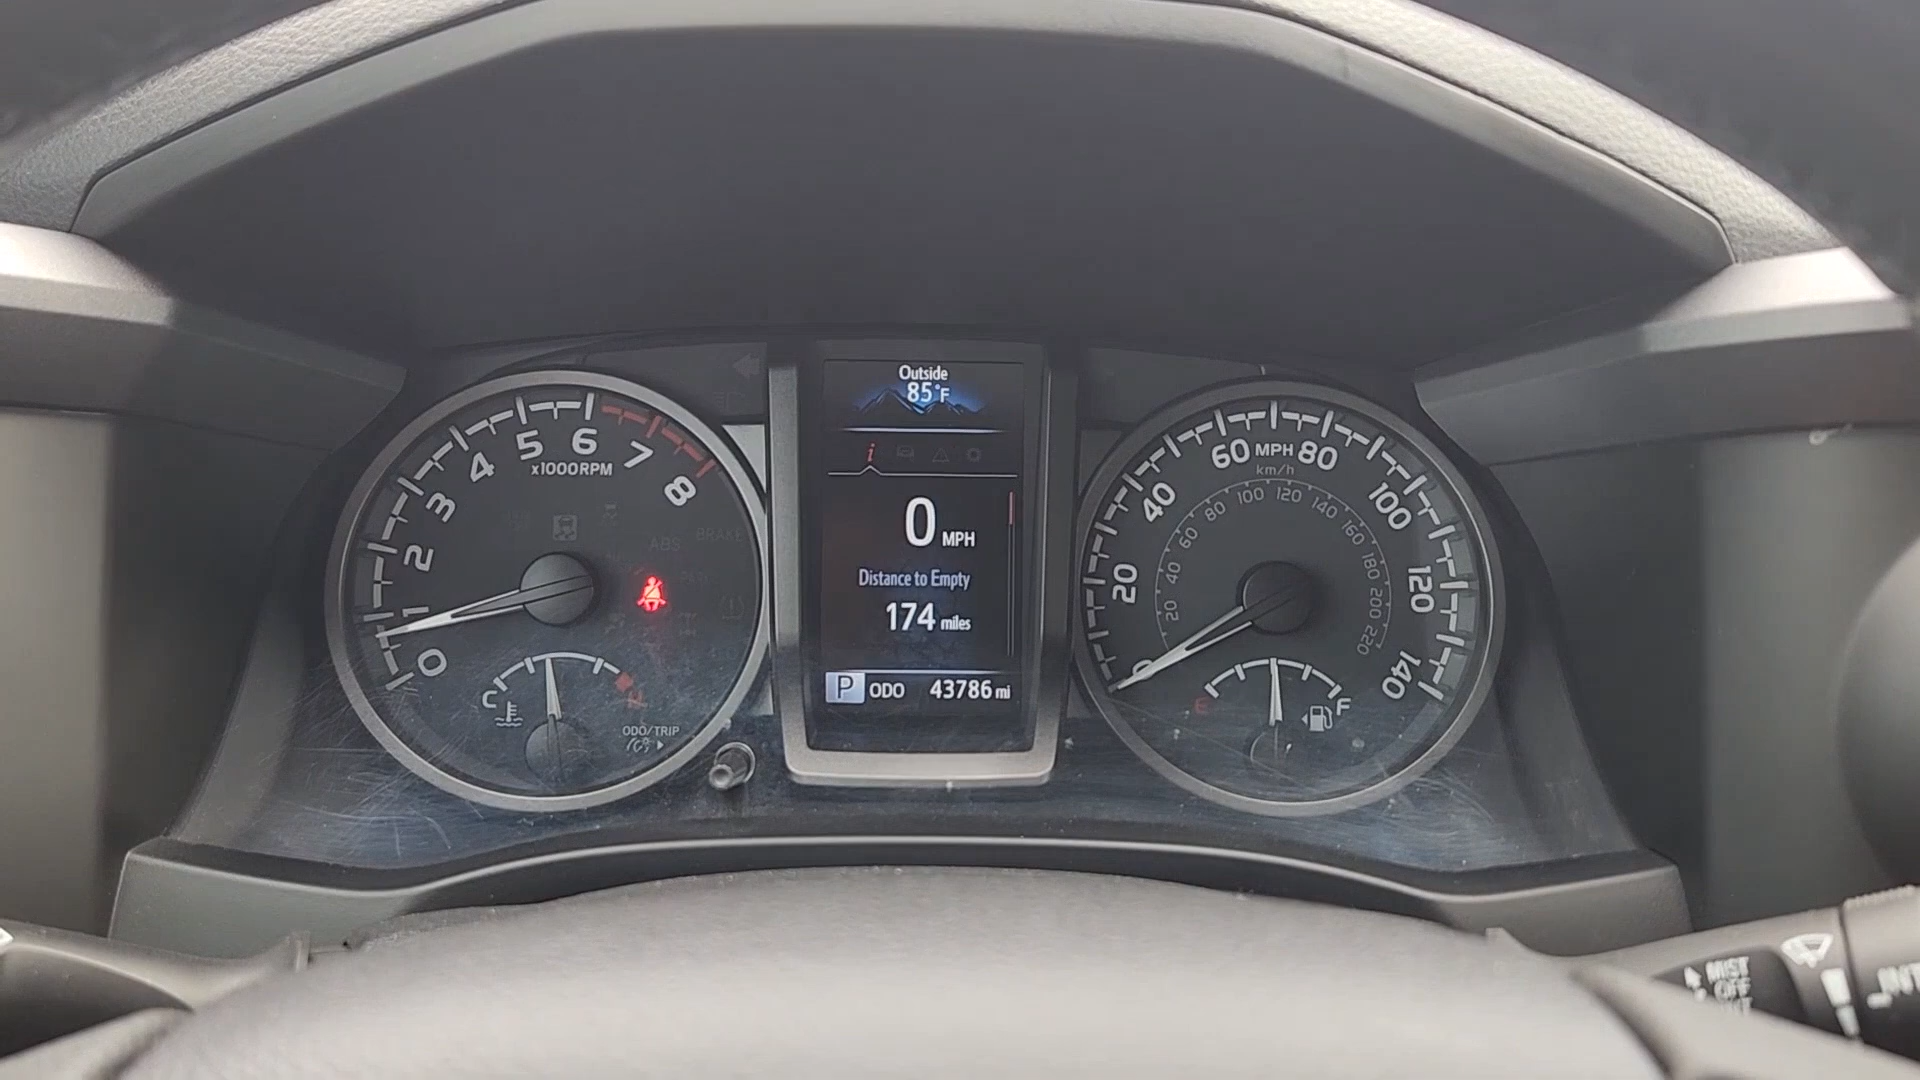 Outside
85°F
i
0 MPH
Distance to Empty
174 miles
P ODO 43786 mi
0 1 2 3 4 5 6 7 8
x1000RPM
ABS
BRAKE
C
H
ODO/TRIP
0 20 40 60 80 100 120 140
MPH
km/h
20 40 60 80 100 120 140 160 180 200 220
E
F
MIST
OFF